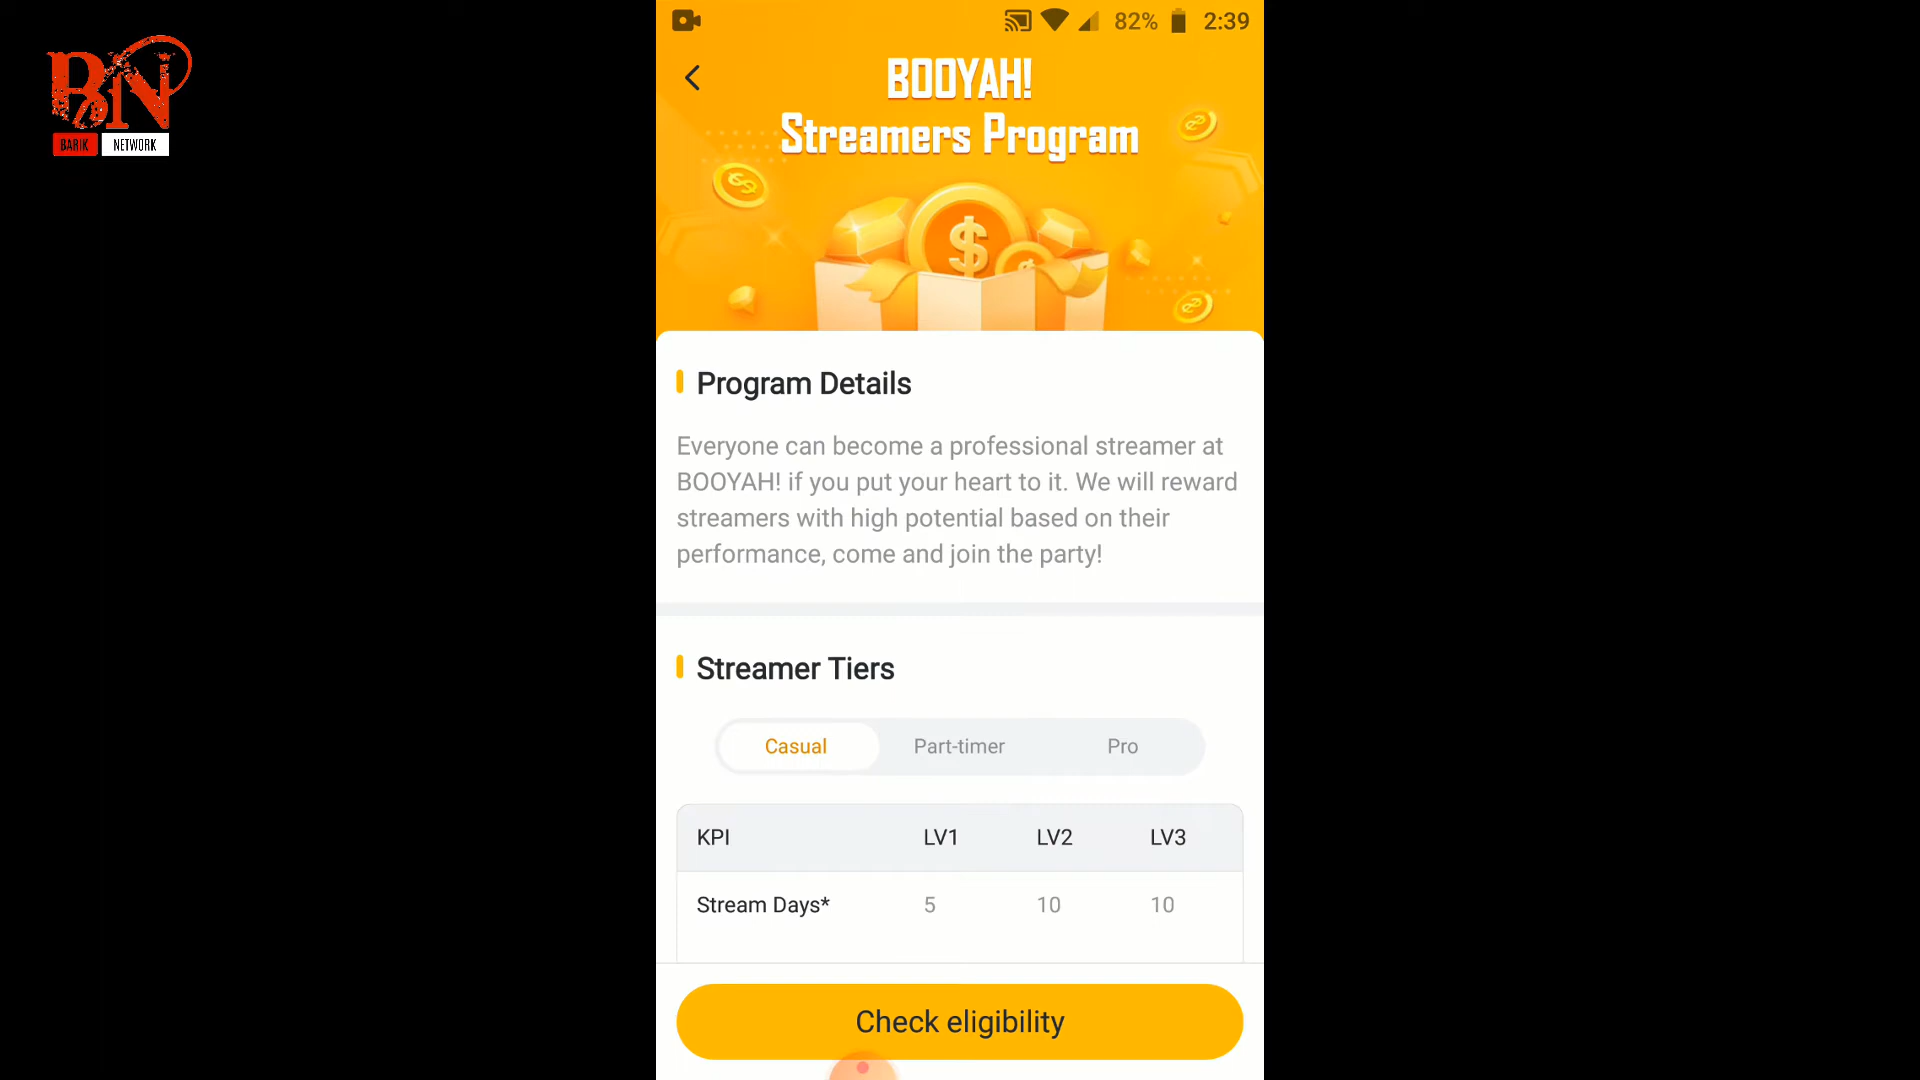 BN
BARIK NETWORK
82% 2:39
BOOYAH!
Streamers Program
Program Details
Everyone can become a professional streamer at
BOOYAH! if you put your heart to it. We will reward
streamers with high potential based on their
performance, come and join the party!
Streamer Tiers
Casual Part-timer Pro
KPI LV1 LV2 LV3
Stream Days* 5 10 10
Check eligibility